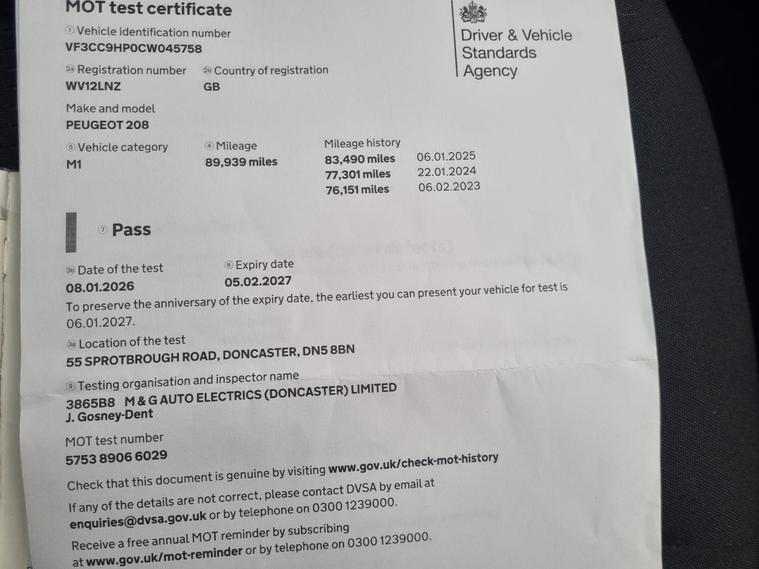 MOT test certificate
① Vehicle identification number
VF3CC9HP0CW045758
Driver & Vehicle
Standards
Agency
Registration number Country of registration
WV12LNZ GB
Make and model
PEUGEOT 208
⑤ Vehicle category ④ Mileage Mileage history
M1 89,939 miles 83,490 miles 06.01.2025
77,301 miles 22.01.2024
76,151 miles 06.02.2023
⑦ Pass
Date of the test ⑧ Expiry date
08.01.2026 05.02.2027
To preserve the anniversary of the expiry date, the earliest you can present your vehicle for test is
06.01.2027.
Location of the test
55 SPROTBROUGH ROAD, DONCASTER, DN5 8BN
⑨ Testing organisation and inspector name
3865B8 M & G AUTO ELECTRICS (DONCASTER) LIMITED
J. Gosney-Dent
MOT test number
5753 8906 6029
Check that this document is genuine by visiting www.gov.uk/check-mot-history
If any of the details are not correct, please contact DVSA by email at
enquiries@dvsa.gov.uk or by telephone on 0300 1239000.
Receive a free annual MOT reminder by subscribing
at www.gov.uk/mot-reminder or by telephone on 0300 1239000.